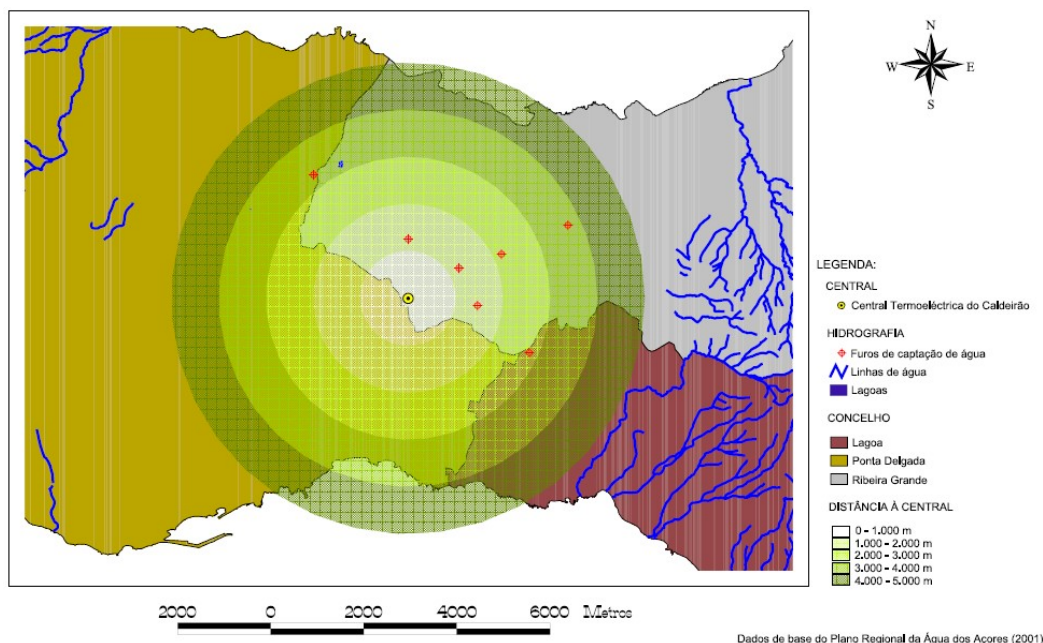 N
W E
S
LEGENDA:
CENTRAL
Central Termoeléctrica do Caldeirão
HIDROGRAFIA
Furos de captação de água
Linhas de água
Lagoas
CONCELHO
Lagoa
Ponta Delgada
Ribeira Grande
DISTÂNCIA À CENTRAL
0 - 1.000 m
1.000 - 2.000 m
2.000 - 3.000 m
3.000 - 4.000 m
4.000 - 5.000 m
2000 0 2000 4000 6000 Metros
Dados de base do Plano Regional da Água dos Açores (2001)